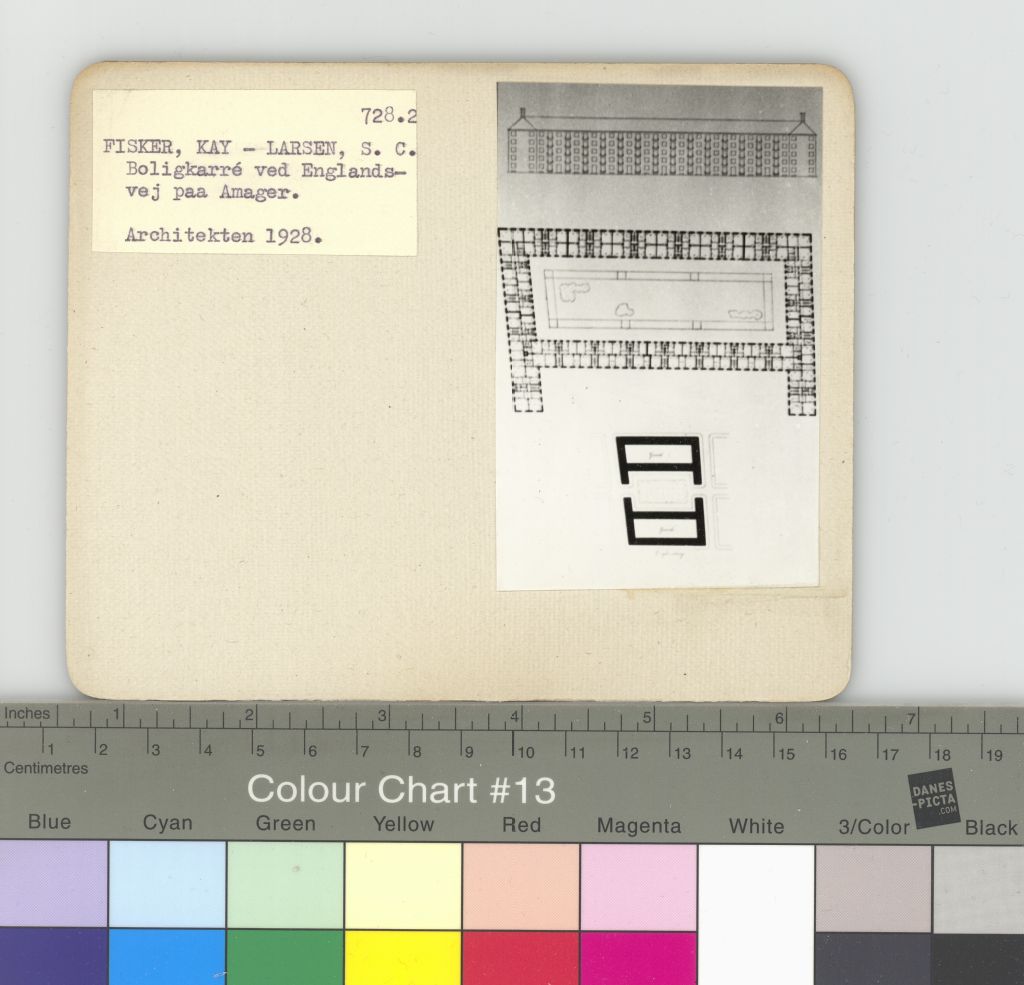 728.2
FISKER, KAY - LARSEN, S. C.
Boligkarré ved Englands-
vej paa Amager.
Architekten 1928.
Inches 1 2 3 4 5 6 7
1 2 3 4 5 6 7 8 9 10 11 12 13 14 15 16 17 18 19
Centimetres
Colour Chart #13
DANES
-PICTA
.COM
Blue Cyan Green Yellow Red Magenta White 3/Color Black